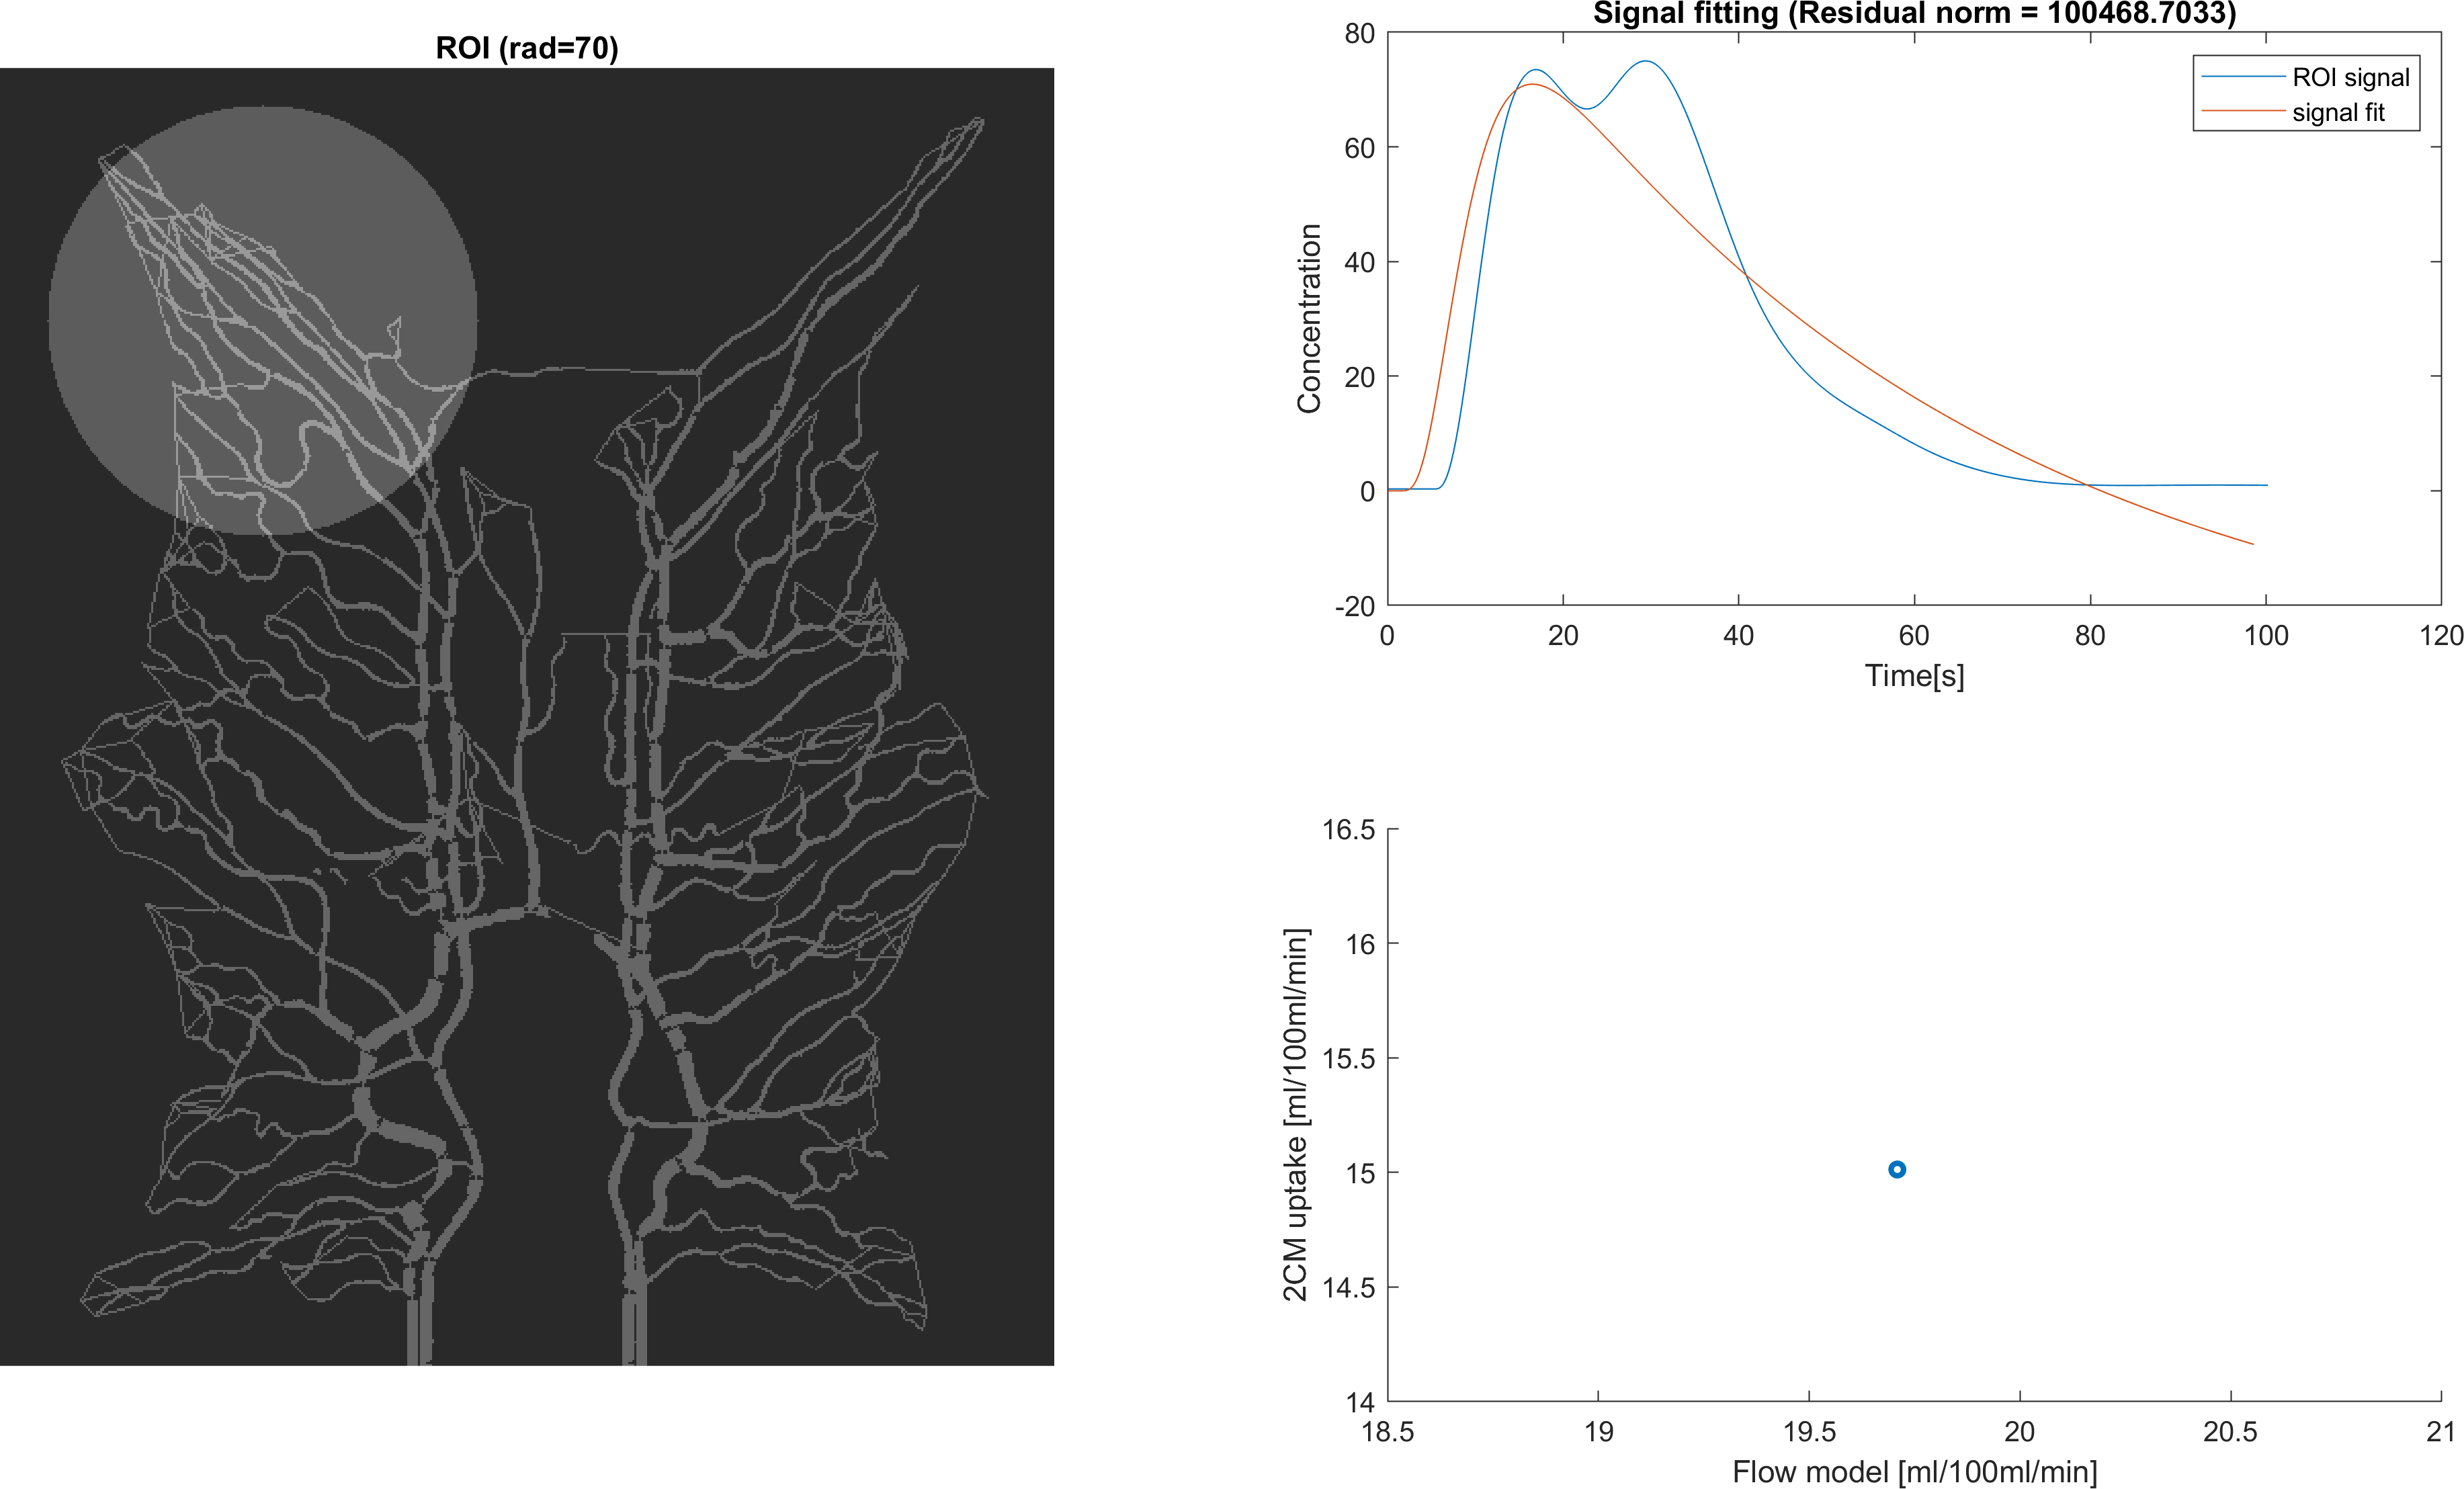 ROI (rad=70)
Signal fitting (Residual norm = 100468.7033)
80
60
40
20
0
-20
0 20 40 60 80 100 120
Concentration
Time[s]
ROI signal
signal fit
16.5
16
15.5
15
14.5
14
18.5 19 19.5 20 20.5 21
2CM uptake [ml/100ml/min]
Flow model [ml/100ml/min]